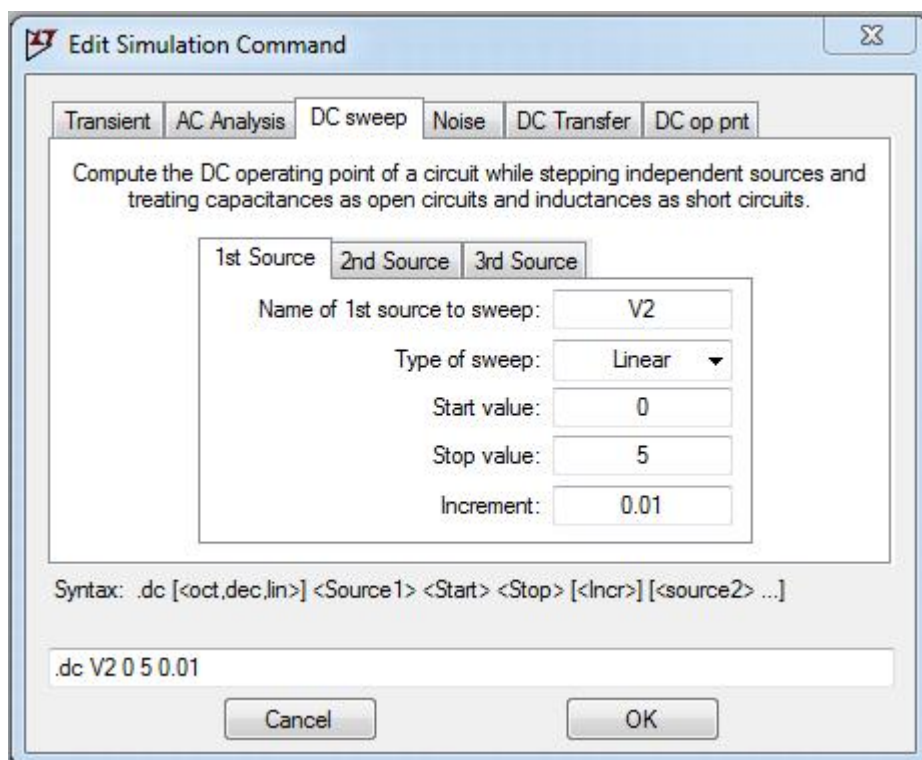 Edit Simulation Command
Transient AC Analysis DC sweep Noise DC Transfer DC op pnt
Compute the DC operating point of a circuit while stepping independent sources and
treating capacitances as open circuits and inductances as short circuits.
1st Source 2nd Source 3rd Source
Name of 1st source to sweep: V2
Type of sweep: Linear
Start value: 0
Stop value: 5
Increment: 0.01
Syntax: .dc [<oct,dec,lin>] <Source1> <Start> <Stop> [<Incr>] [<source2> ...]
.dc V2 0 5 0.01
Cancel OK